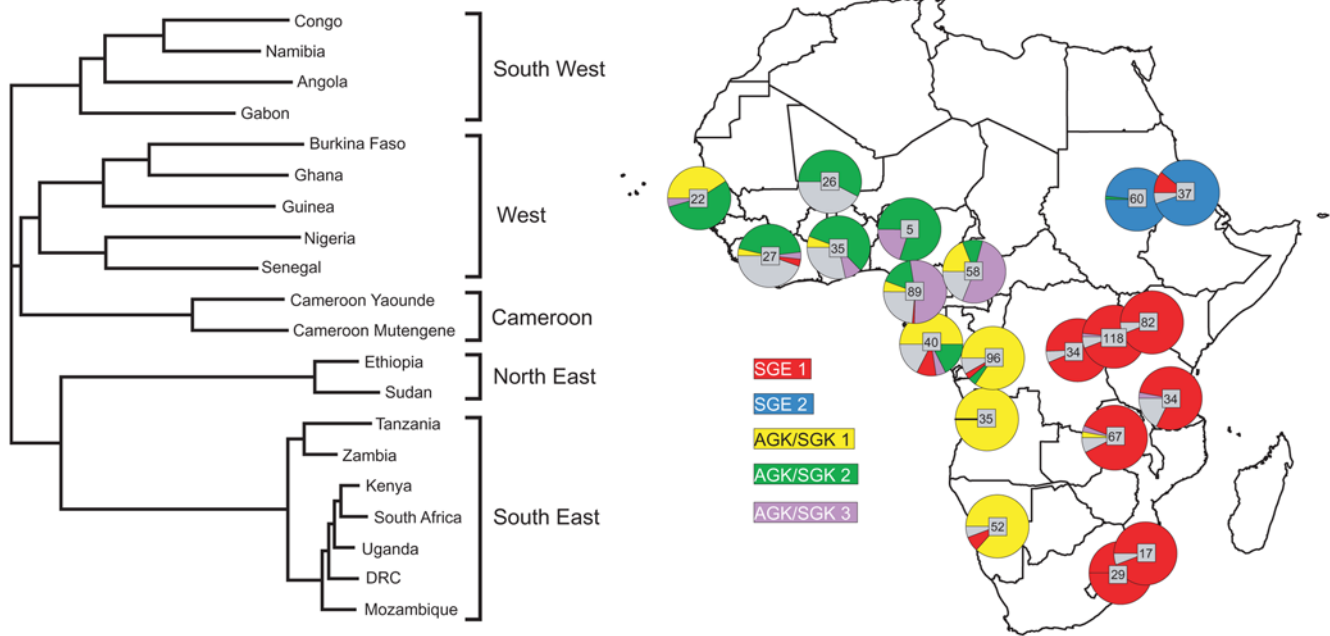 Congo
Namibia
Angola
Gabon
South West
Burkina Faso
Ghana
Guinea
Nigeria
Senegal
West
Cameroon Yaounde
Cameroon Mutengene
Cameroon
Ethiopia
Sudan
North East
Tanzania
Zambia
Kenya
South Africa
Uganda
DRC
Mozambique
South East
22
26
27
35
5
89
58
60
37
40
96
35
34
118
82
34
67
52
17
29
SGE 1
SGE 2
AGK/SGK 1
AGK/SGK 2
AGK/SGK 3